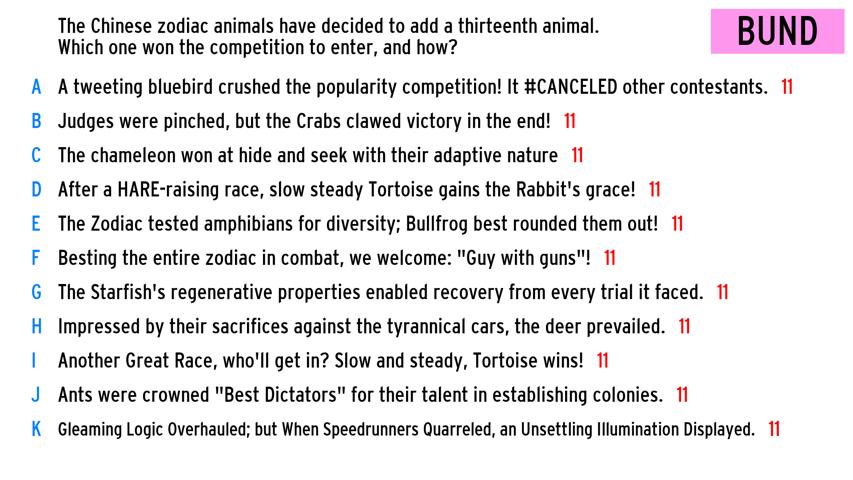 The Chinese zodiac animals have decided to add a thirteenth animal.
Which one won the competition to enter, and how?
BUND
A A tweeting bluebird crushed the popularity competition! It #CANCELED other contestants. 11
B Judges were pinched, but the Crabs clawed victory in the end! 11
C The chameleon won at hide and seek with their adaptive nature 11
D After a HARE-raising race, slow steady Tortoise gains the Rabbit's grace! 11
E The Zodiac tested amphibians for diversity; Bullfrog best rounded them out! 11
F Besting the entire zodiac in combat, we welcome: "Guy with guns"! 11
G The Starfish's regenerative properties enabled recovery from every trial it faced. 11
H Impressed by their sacrifices against the tyrannical cars, the deer prevailed. 11
I Another Great Race, who'll get in? Slow and steady, Tortoise wins! 11
J Ants were crowned "Best Dictators" for their talent in establishing colonies. 11
K Gleaming Logic Overhauled; but When Speedrunners Quarreled, an Unsettling Illumination Displayed. 11